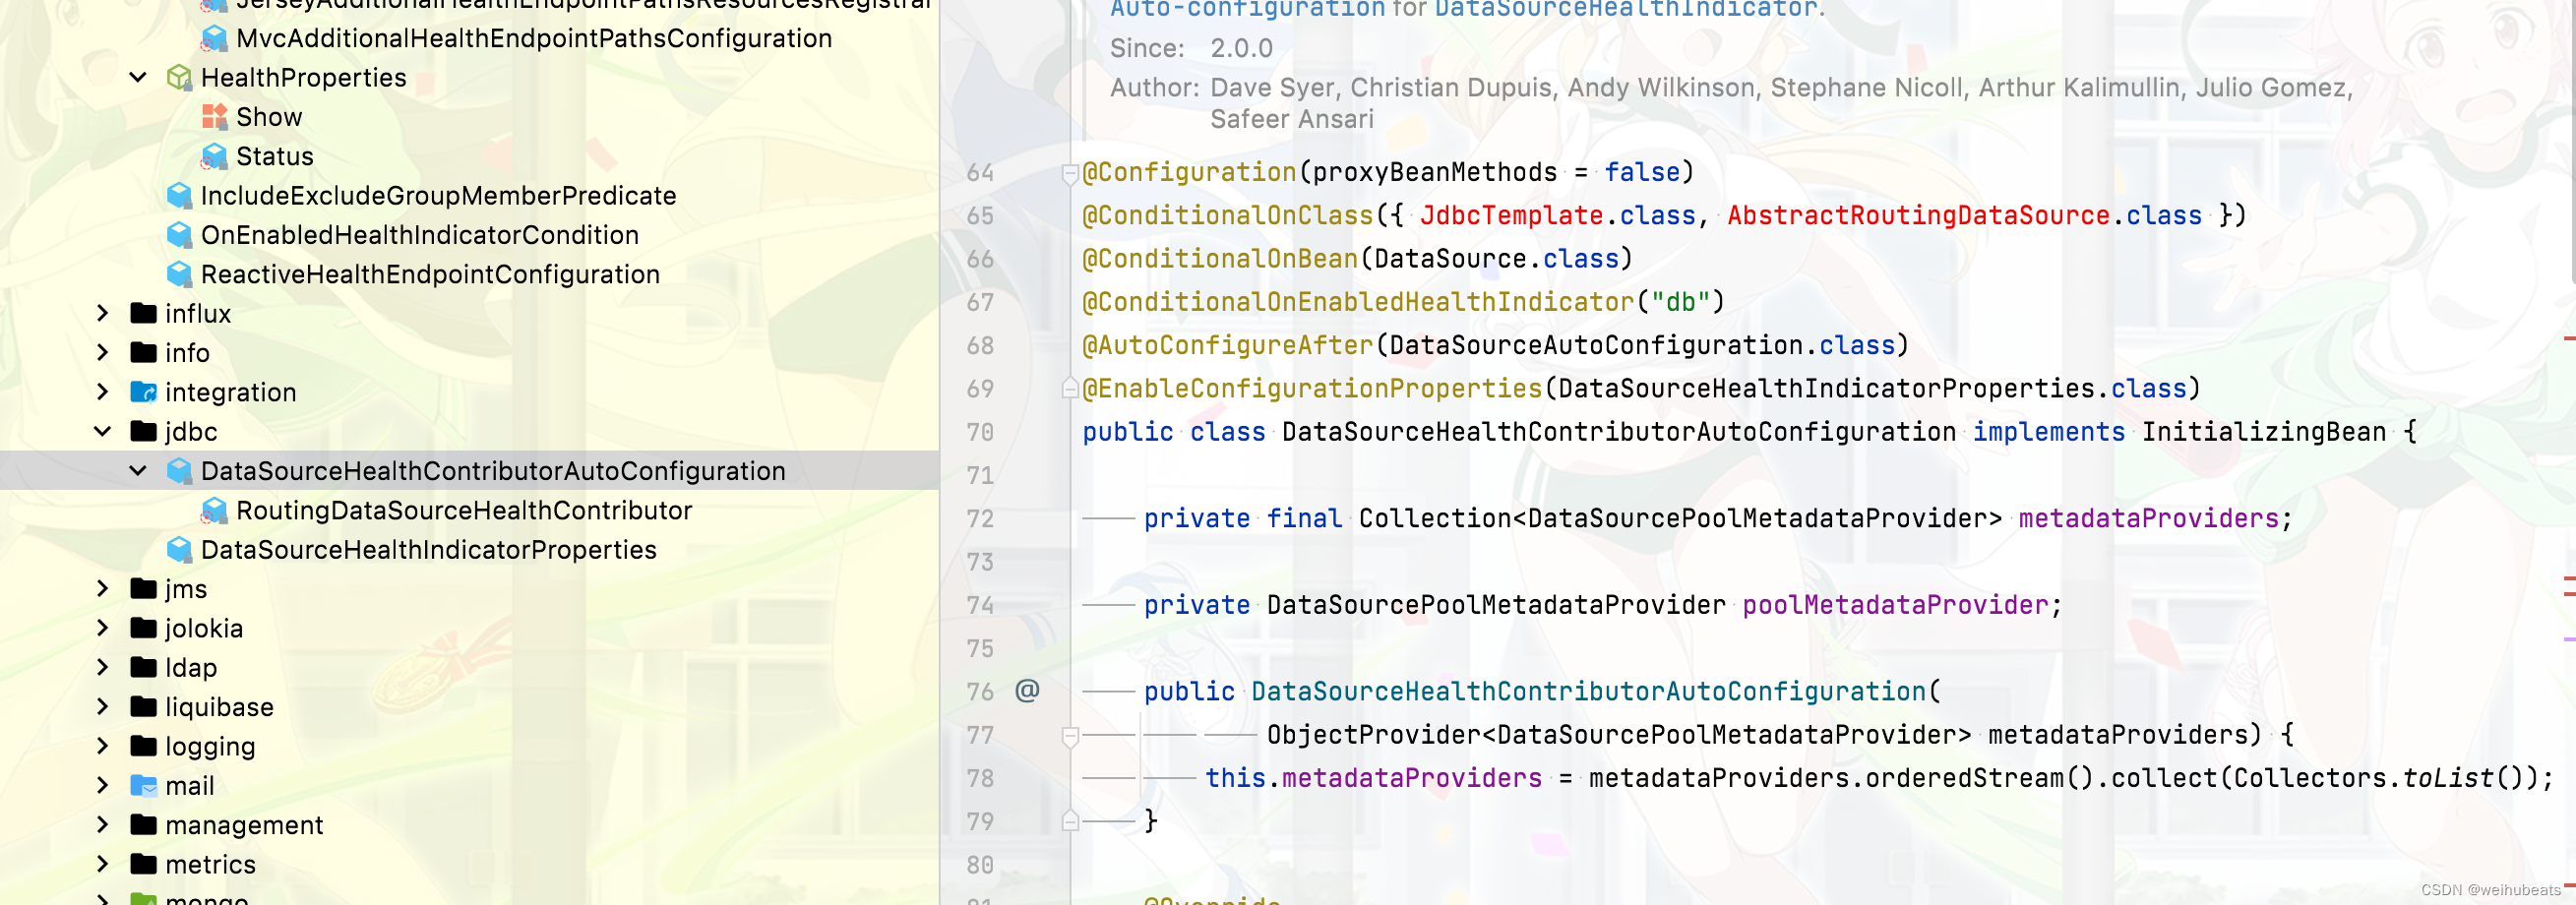 JerseyAdditionalHealthEndpointPathsResourcesRegistrar
MvcAdditionalHealthEndpointPathsConfiguration
HealthProperties
Show
Status
IncludeExcludeGroupMemberPredicate
OnEnabledHealthIndicatorCondition
ReactiveHealthEndpointConfiguration
influx
info
integration
jdbc
DataSourceHealthContributorAutoConfiguration
RoutingDataSourceHealthContributor
DataSourceHealthIndicatorProperties
jms
jolokia
ldap
liquibase
logging
mail
management
metrics
mongo
Auto-configuration for DataSourceHealthIndicator.
Since: 2.0.0
Author: Dave Syer, Christian Dupuis, Andy Wilkinson, Stephane Nicoll, Arthur Kalimullin, Julio Gomez,
Safeer Ansari
64 @Configuration(proxyBeanMethods = false)
65 @ConditionalOnClass({ JdbcTemplate.class, AbstractRoutingDataSource.class })
66 @ConditionalOnBean(DataSource.class)
67 @ConditionalOnEnabledHealthIndicator("db")
68 @AutoConfigureAfter(DataSourceAutoConfiguration.class)
69 @EnableConfigurationProperties(DataSourceHealthIndicatorProperties.class)
70 public class DataSourceHealthContributorAutoConfiguration implements InitializingBean {
71
72 private final Collection<DataSourcePoolMetadataProvider> metadataProviders;
73
74 private DataSourcePoolMetadataProvider poolMetadataProvider;
75
76 @ public DataSourceHealthContributorAutoConfiguration(
77 ObjectProvider<DataSourcePoolMetadataProvider> metadataProviders) {
78 this.metadataProviders = metadataProviders.orderedStream().collect(Collectors.toList());
79 }
80
81 @Override
CSDN @weihubeats